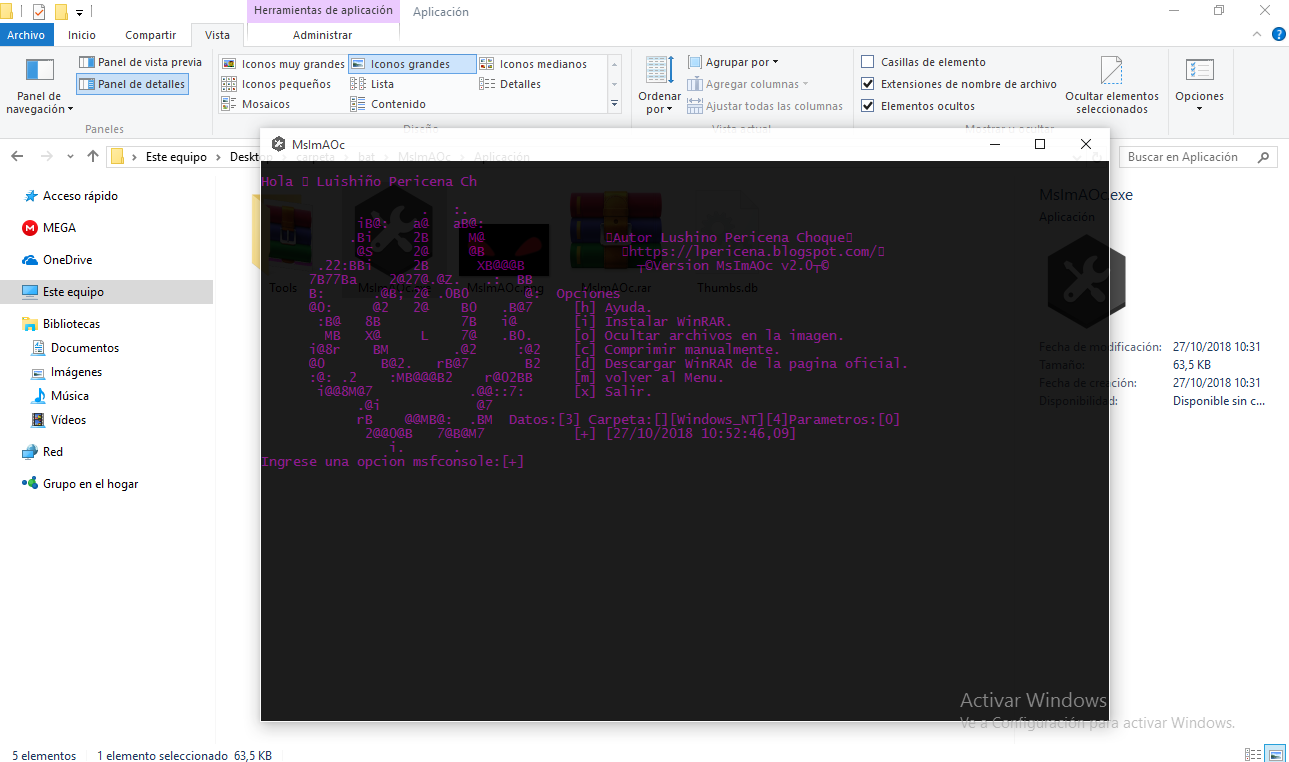 Herramientas de aplicación
Aplicación
Archivo
Inicio
Compartir
Vista
Administrar
Panel de navegación
Panel de vista previa
Panel de detalles
Paneles
Iconos muy grandes
Iconos grandes
Iconos medianos
Iconos pequeños
Lista
Detalles
Mosaicos
Contenido
Diseño
Ordenar por
Agrupar por
Agregar columnas
Ajustar todas las columnas
Vista actual
Casillas de elemento
Extensiones de nombre de archivo
Elementos ocultos
Mostrar u ocultar
Ocultar elementos seleccionados
Opciones
Este equipo
Desktop
carpeta
bat
MsImAOc
Aplicación
Buscar en Aplicación
Acceso rápido
MEGA
OneDrive
Este equipo
Bibliotecas
Documentos
Imágenes
Música
Vídeos
Red
Grupo en el hogar
MsImAOc
Hola Luishiño Pericena Ch
Autor Lushino Pericena Choque
https://lpericena.blogspot.com/
┬©version MsImAOc v2.0┬©
Opciones
[h] Ayuda.
[i] Instalar WinRAR.
[o] Ocultar archivos en la imagen.
[c] Comprimir manualmente.
[d] Descargar WinRAR de la pagina oficial.
[m] volver al Menu.
[x] Salir.
Datos:[3] Carpeta:[][Windows_NT][4]Parametros:[0]
[+] [27/10/2018 10:52:46,09]
Ingrese una opcion msfconsole:[+]
Tools
MsImAOc.rar
Thumbs.db
MsImAOc.exe
Aplicación
Fecha de modificación: 27/10/2018 10:31
Tamaño: 63,5 KB
Fecha de creación: 27/10/2018 10:31
Disponibilidad: Disponible sin c...
Activar Windows
Ve a Configuración para activar Windows.
5 elementos
1 elemento seleccionado 63,5 KB